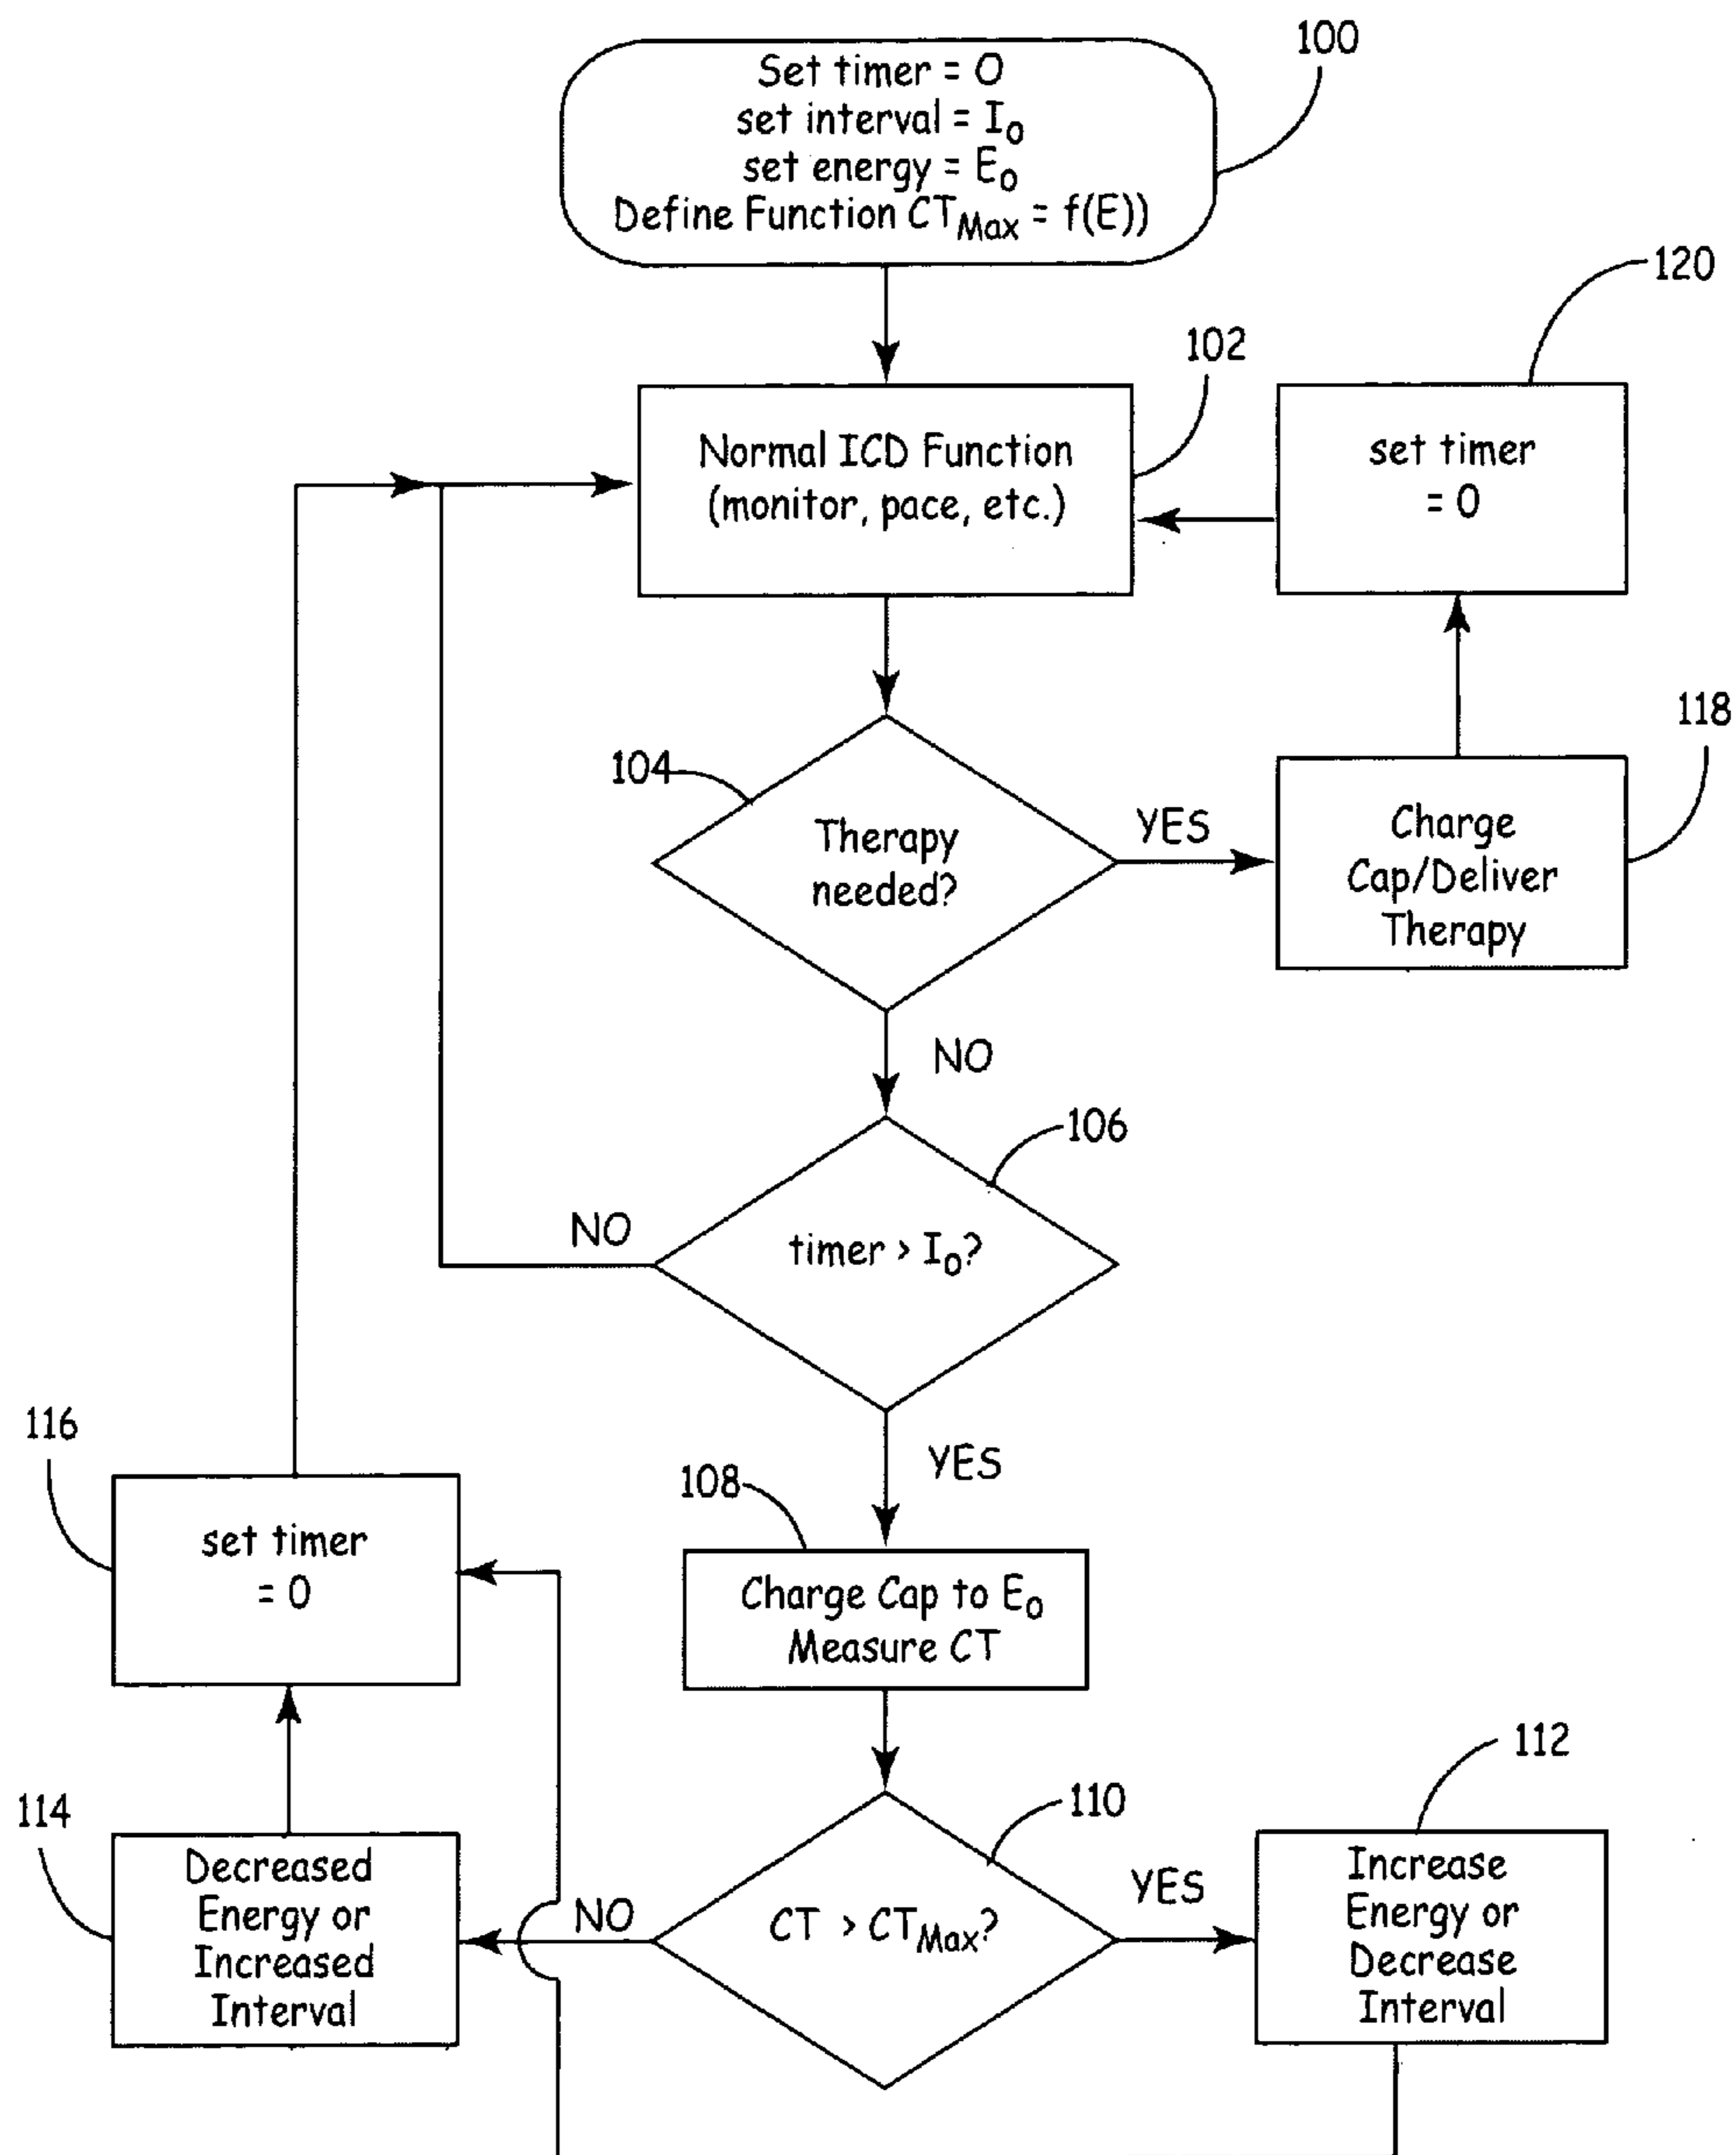 100
Set timer = 0
set interval = I₀
set energy = E₀
Define Function CT_Max = f(E))
120
102
Normal ICD Function
(monitor, pace, etc.)
set timer
= 0
118
104
Therapy
needed?
YES
Charge
Cap/Deliver
Therapy
NO
106
timer > I₀?
NO
YES
116
set timer
= 0
108
Charge Cap to E₀
Measure CT
112
114
110
Decreased
Energy or
Increased
Interval
NO
CT > CT_Max?
YES
Increase
Energy or
Decrease
Interval